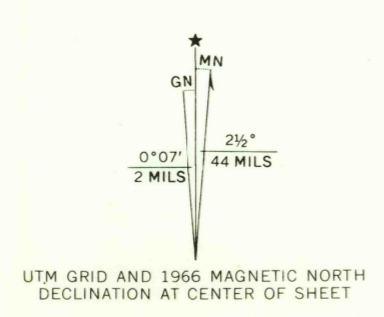 ★
MN
GN
2½°
44 MILS
0°07′
2 MILS
UTM GRID AND 1966 MAGNETIC NORTH
DECLINATION AT CENTER OF SHEET